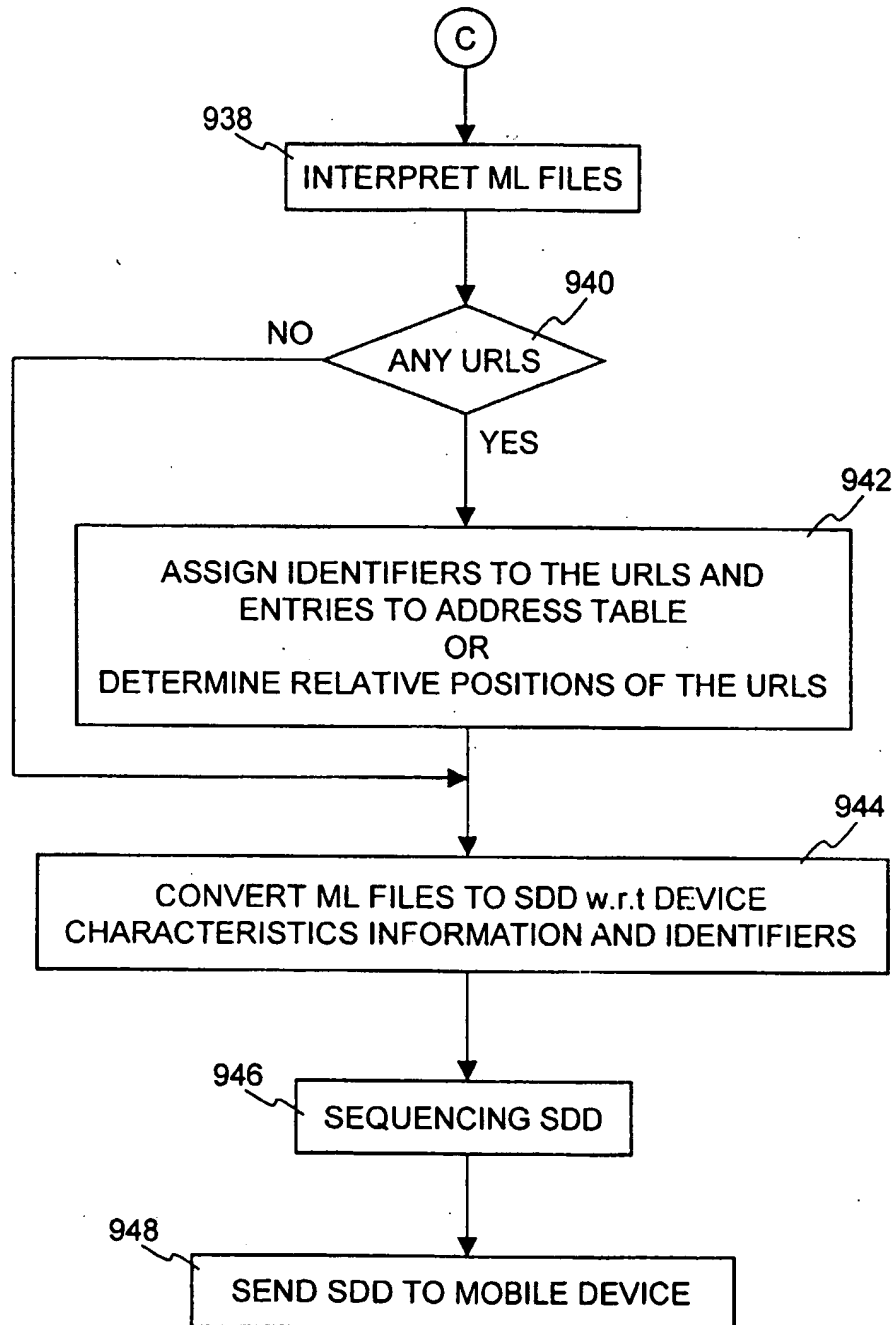 C
938
INTERPRET ML FILES
940
NO
ANY URLS
YES
942
ASSIGN IDENTIFIERS TO THE URLS AND
ENTRIES TO ADDRESS TABLE
OR
DETERMINE RELATIVE POSITIONS OF THE URLS
944
CONVERT ML FILES TO SDD w.r.t DEVICE
CHARACTERISTICS INFORMATION AND IDENTIFIERS
946
SEQUENCING SDD
948
SEND SDD TO MOBILE DEVICE